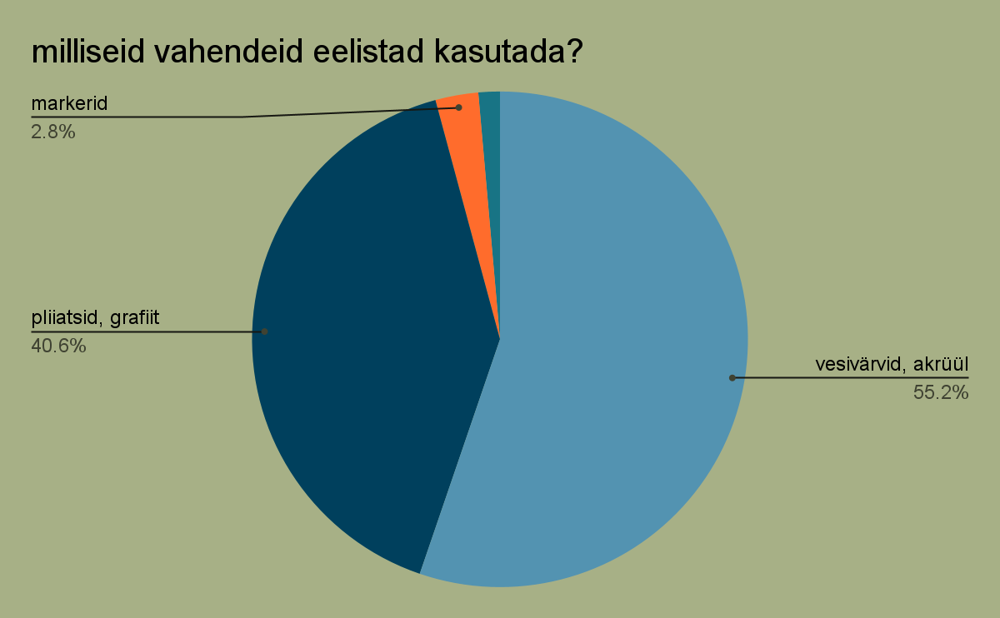 milliseid vahendeid eelistad kasutada?
markerid
2.8%
pliiatsid, grafiit
40.6%
vesivärvid, akrüül
55.2%